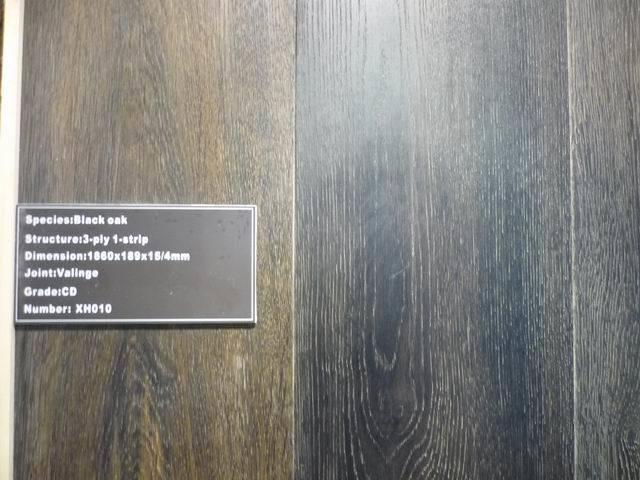 Species:Black oak
Structure:3-ply 1-strip
Dimension:1860x189x15/4mm
Joint:Valinge
Grade:CD
Number: XH010